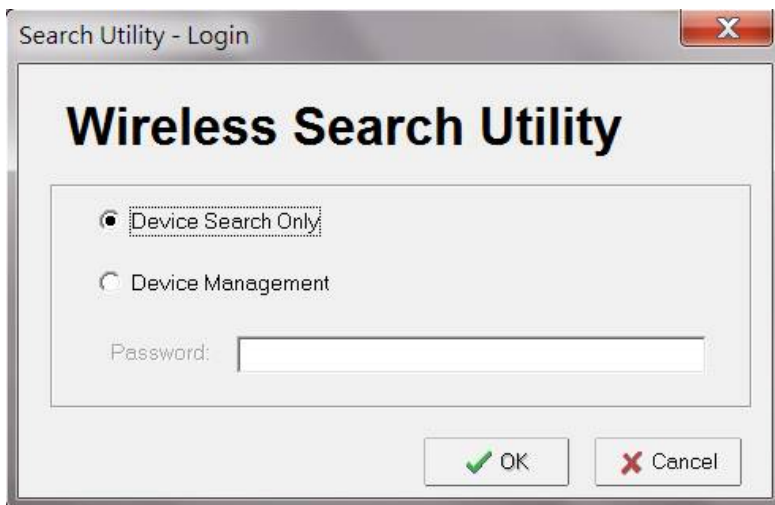 Search Utility - Login
Wireless Search Utility
Device Search Only
Device Management
Password:
OK
Cancel